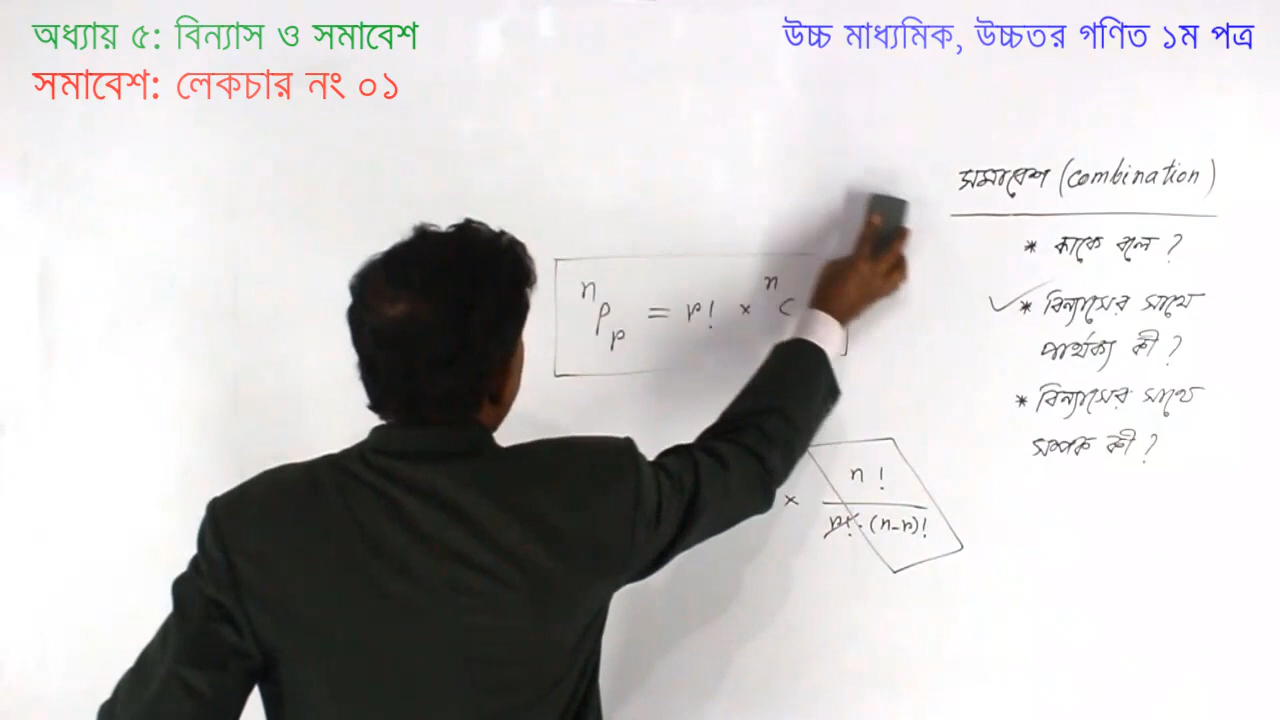 অধ্যায় ৫: বিন্যাস ও সমাবেশ
উচ্চ মাধ্যমিক, উচ্চতর গণিত ১ম পত্র
সমাবেশ: লেকচার নং ০১
সমাবেশ (combination)
* কাকে বলে ?
✓ * বিন্যাসের সাথে
পার্থক্য কী ?
* বিন্যাসের সাথে
সম্পর্ক কী ?
ⁿPᵣ = r! × ⁿC
× n! / r!·(n-r)!